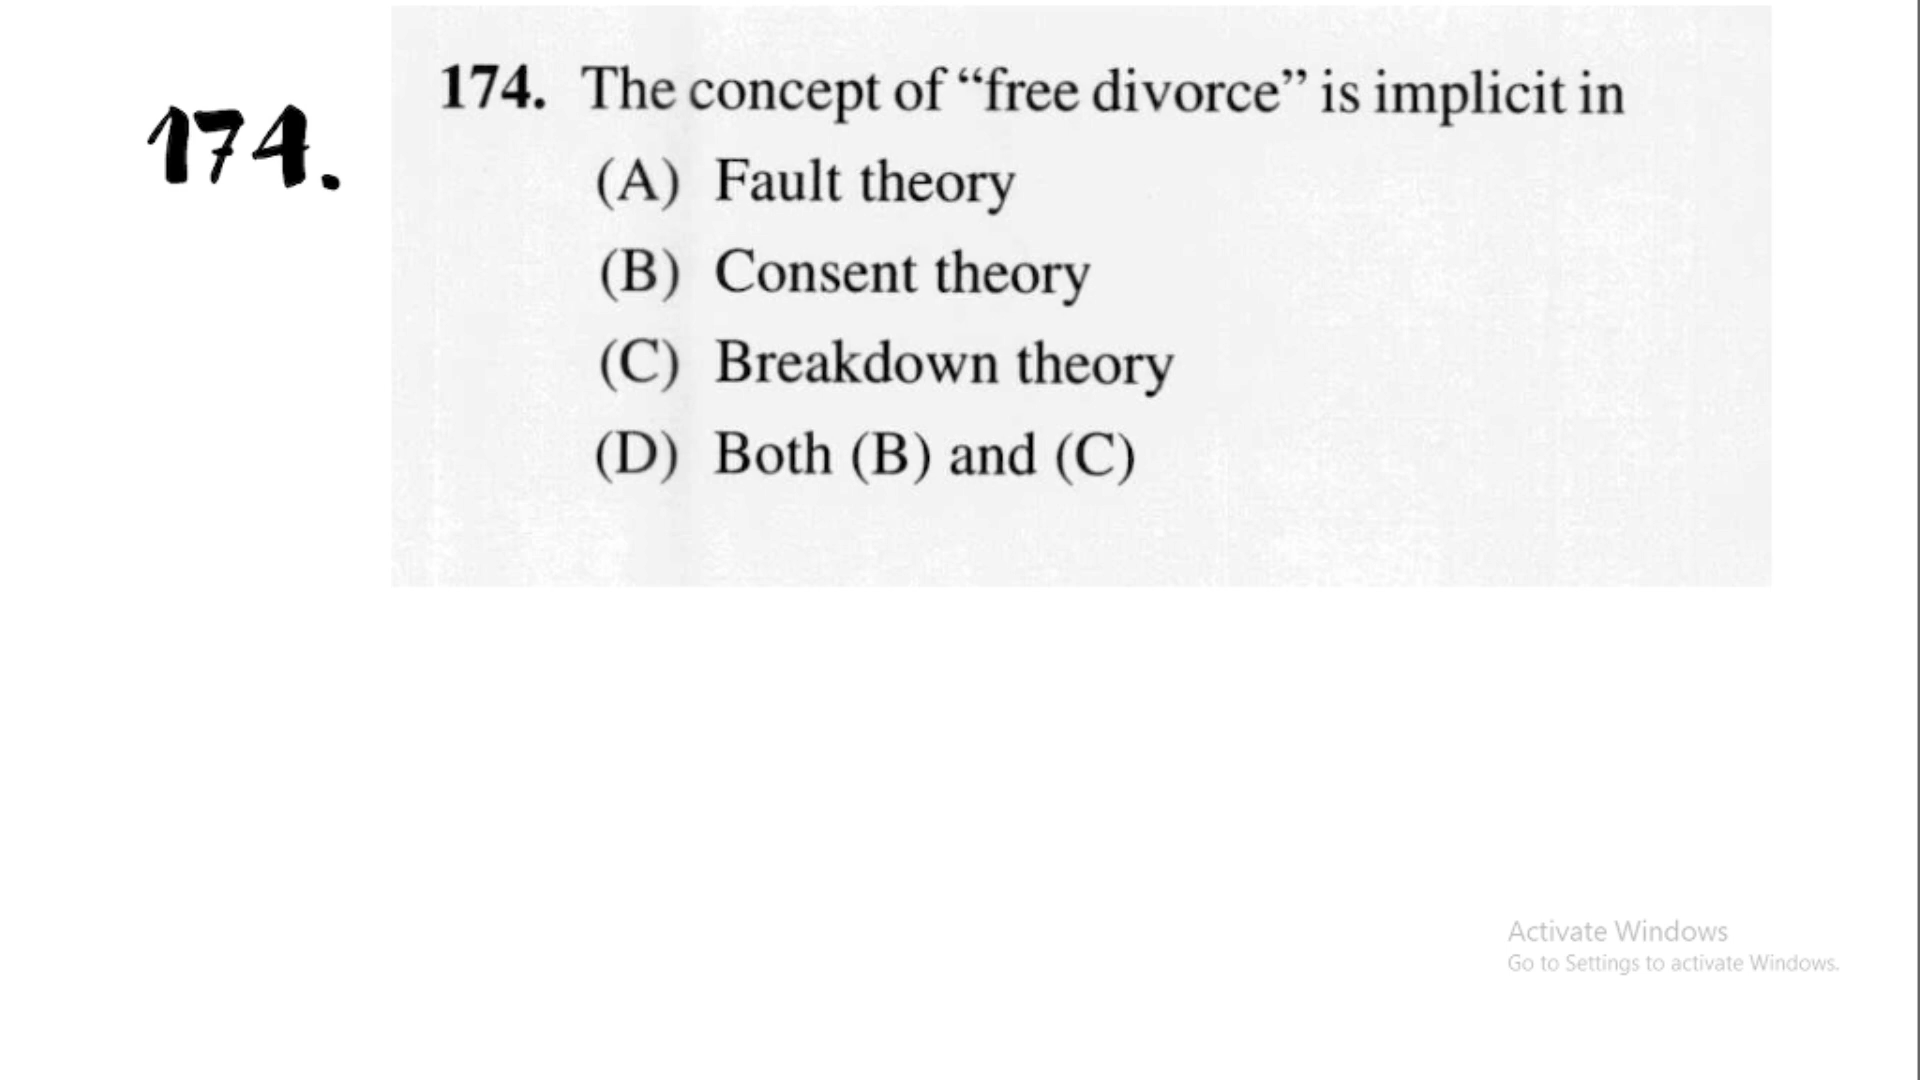 174.
174. The concept of “free divorce” is implicit in
(A) Fault theory
(B) Consent theory
(C) Breakdown theory
(D) Both (B) and (C)
Activate Windows
Go to Settings to activate Windows.